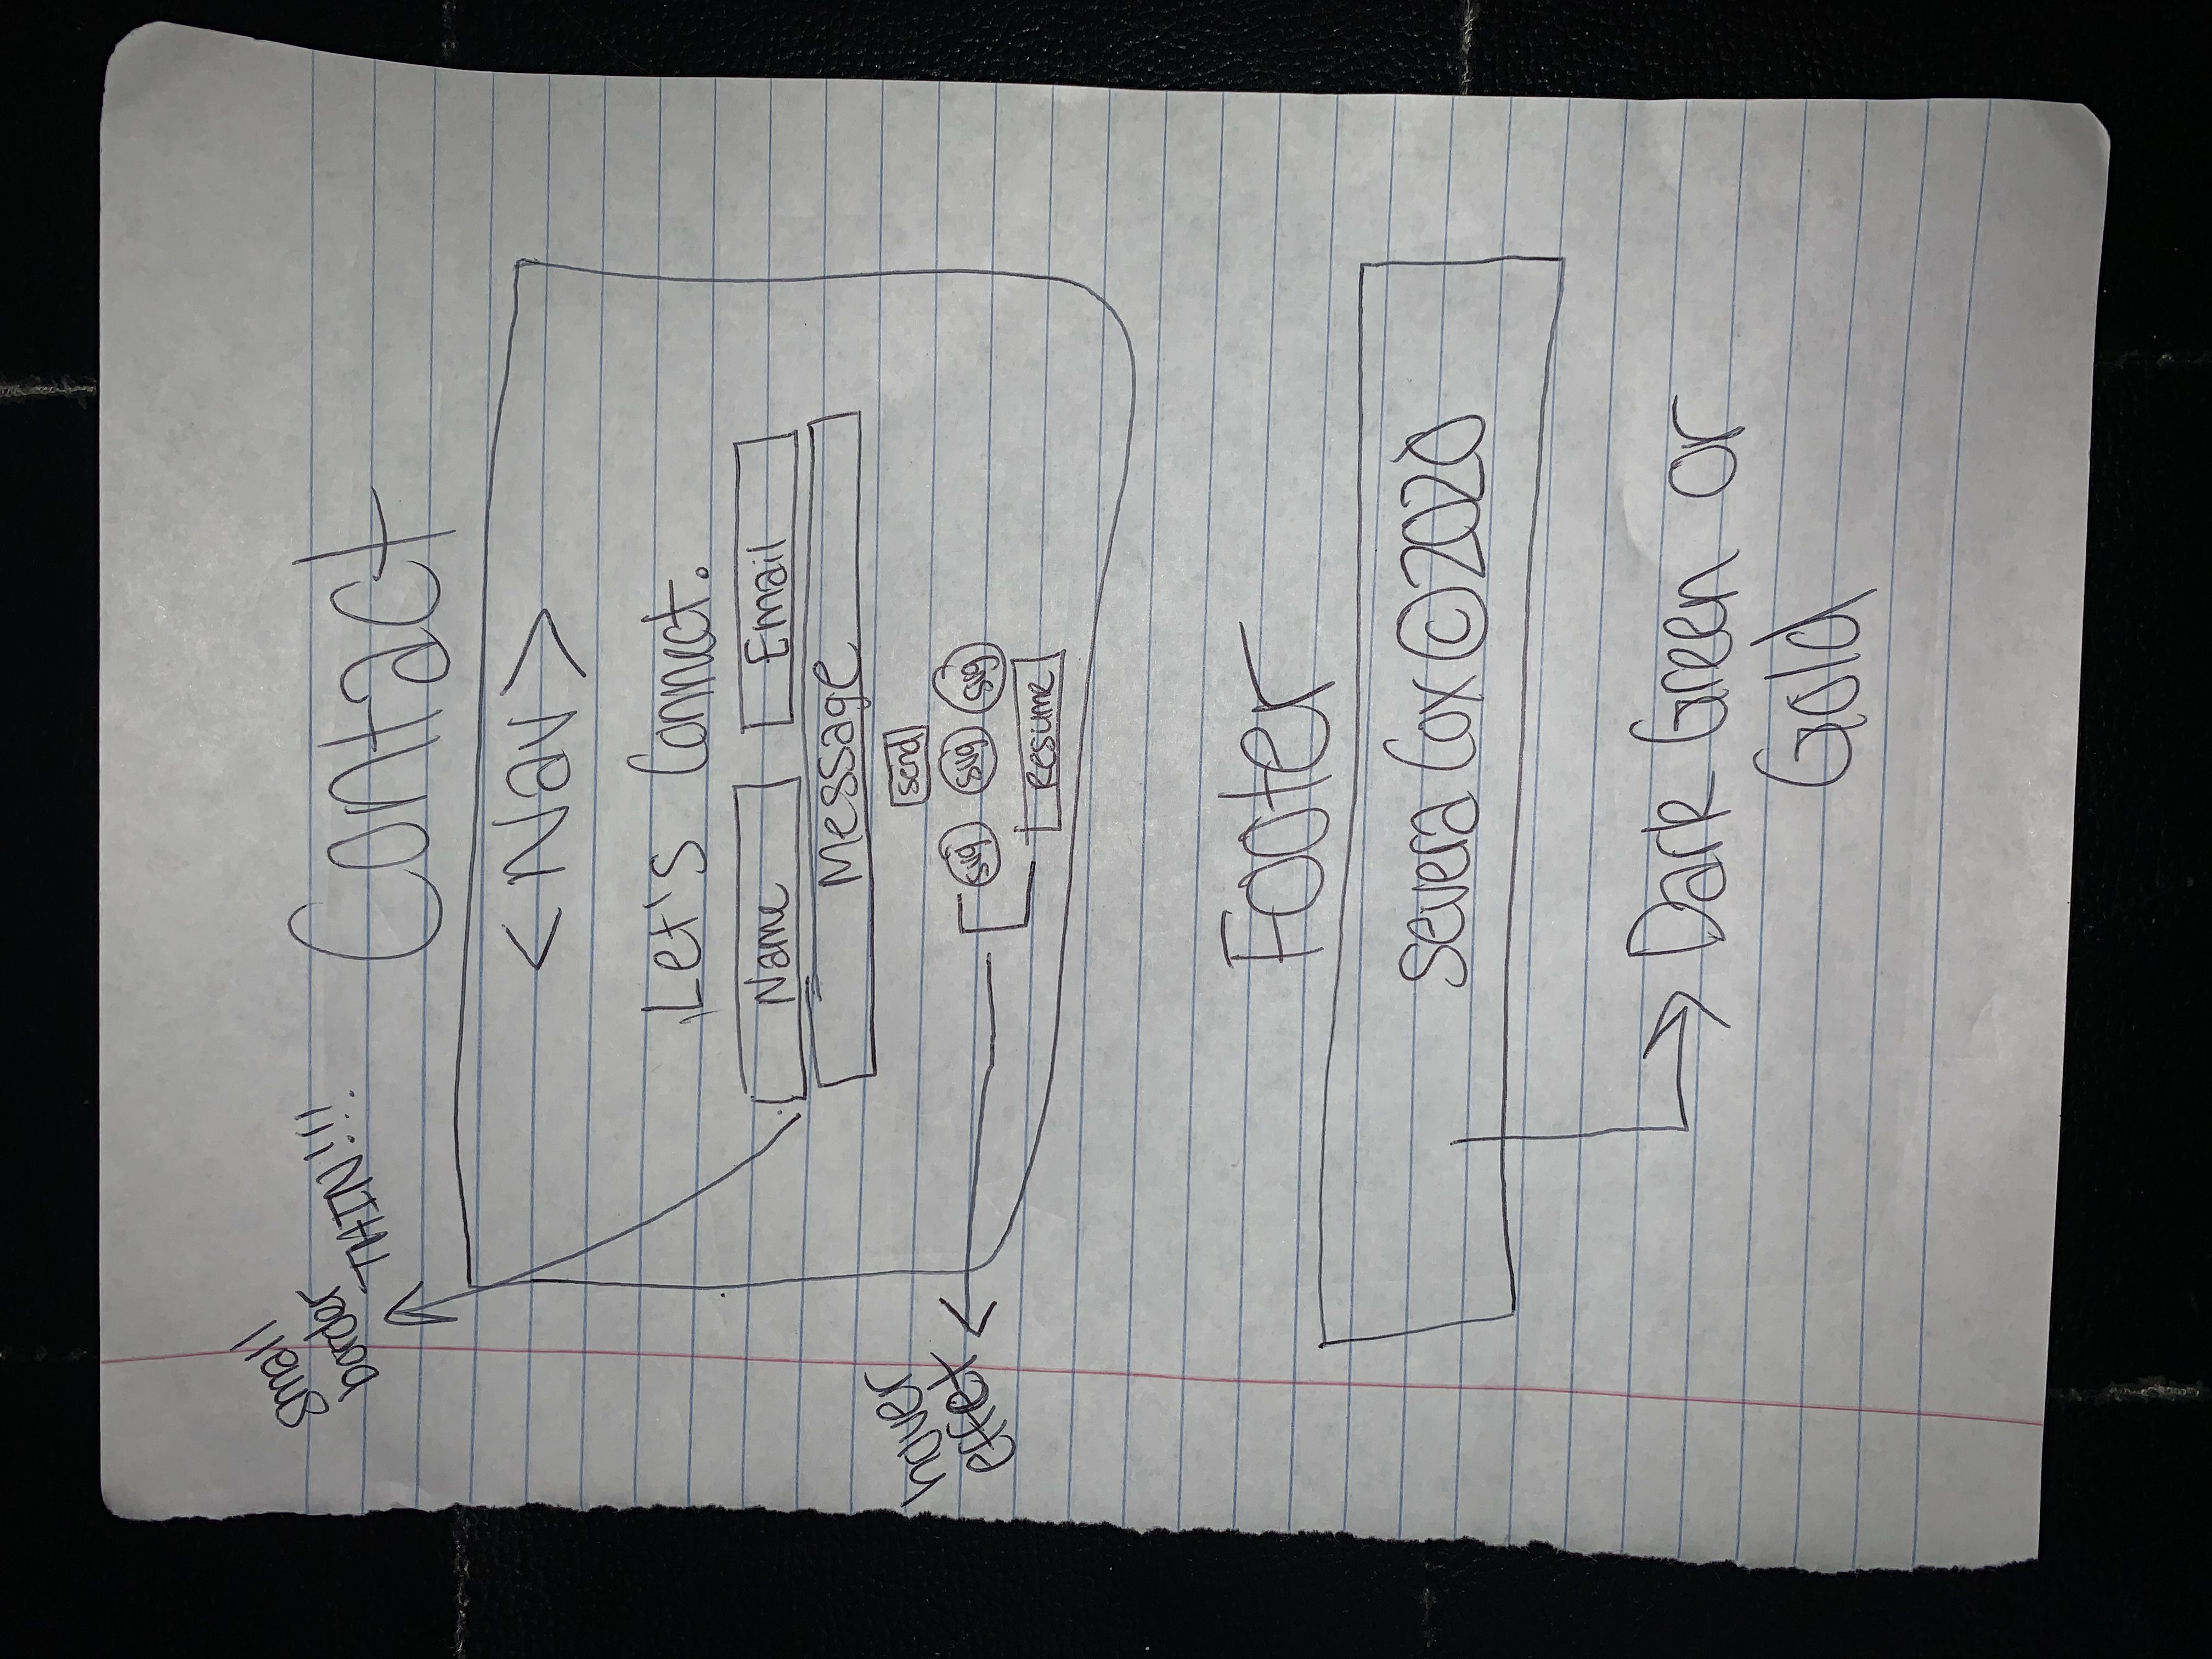 small
border
THIN!!!
Contact
<Nav>
Let's Connect.
Name Email
Message
send
svg svg svg
Resume
hover
effet
Footer
Severa Cox ©2020
Dark Green or
Gold